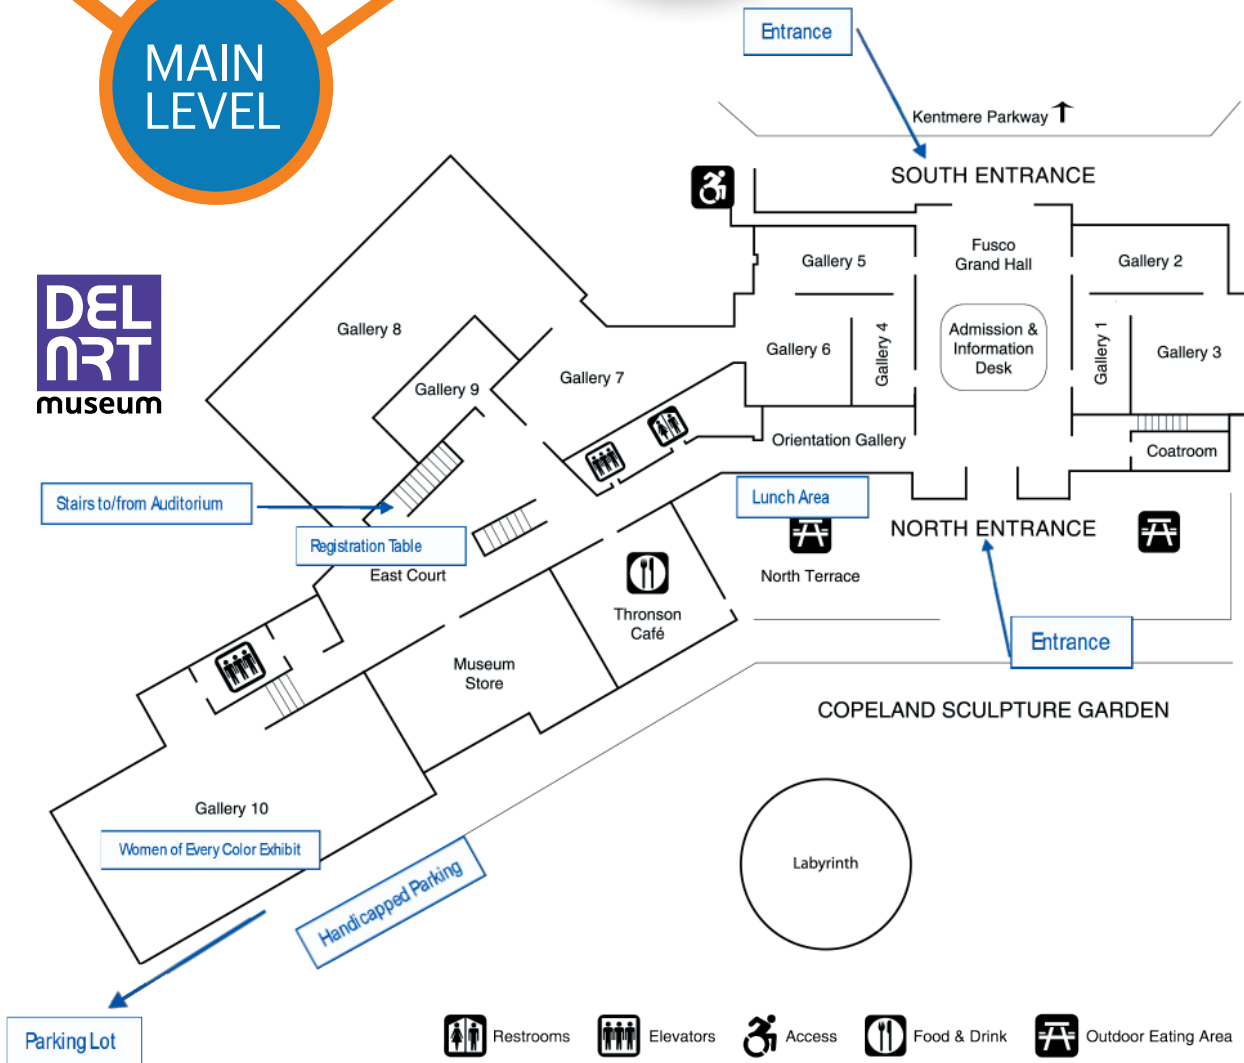 MAIN
LEVEL
Entrance
Kentmere Parkway
SOUTH ENTRANCE
DEL
ART
museum
Gallery 5
Fusco
Grand Hall
Gallery 2
Gallery 8
Gallery 6
Gallery 4
Admission &
Information
Desk
Gallery 1
Gallery 3
Gallery 9
Gallery 7
Orientation Gallery
Coatroom
Stairs to/from Auditorium
Lunch Area
Registration Table
NORTH ENTRANCE
East Court
North Terrace
Thronson
Café
Entrance
Museum
Store
COPELAND SCULPTURE GARDEN
Gallery 10
Women of Every Color Exhibit
Labyrinth
Handicapped Parking
Parking Lot
Restrooms
Elevators
Access
Food & Drink
Outdoor Eating Area